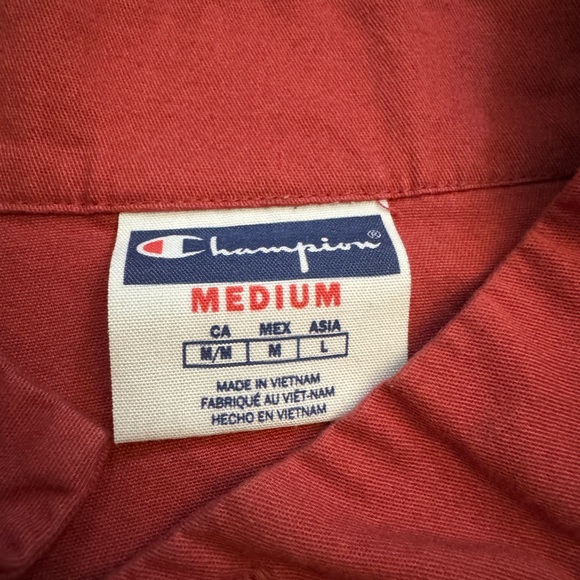 Champion®
MEDIUM
CA MEX ASIA
M/M M L
MADE IN VIETNAM
FABRIQUÉ AU VIÊT-NAM
HECHO EN VIETNAM